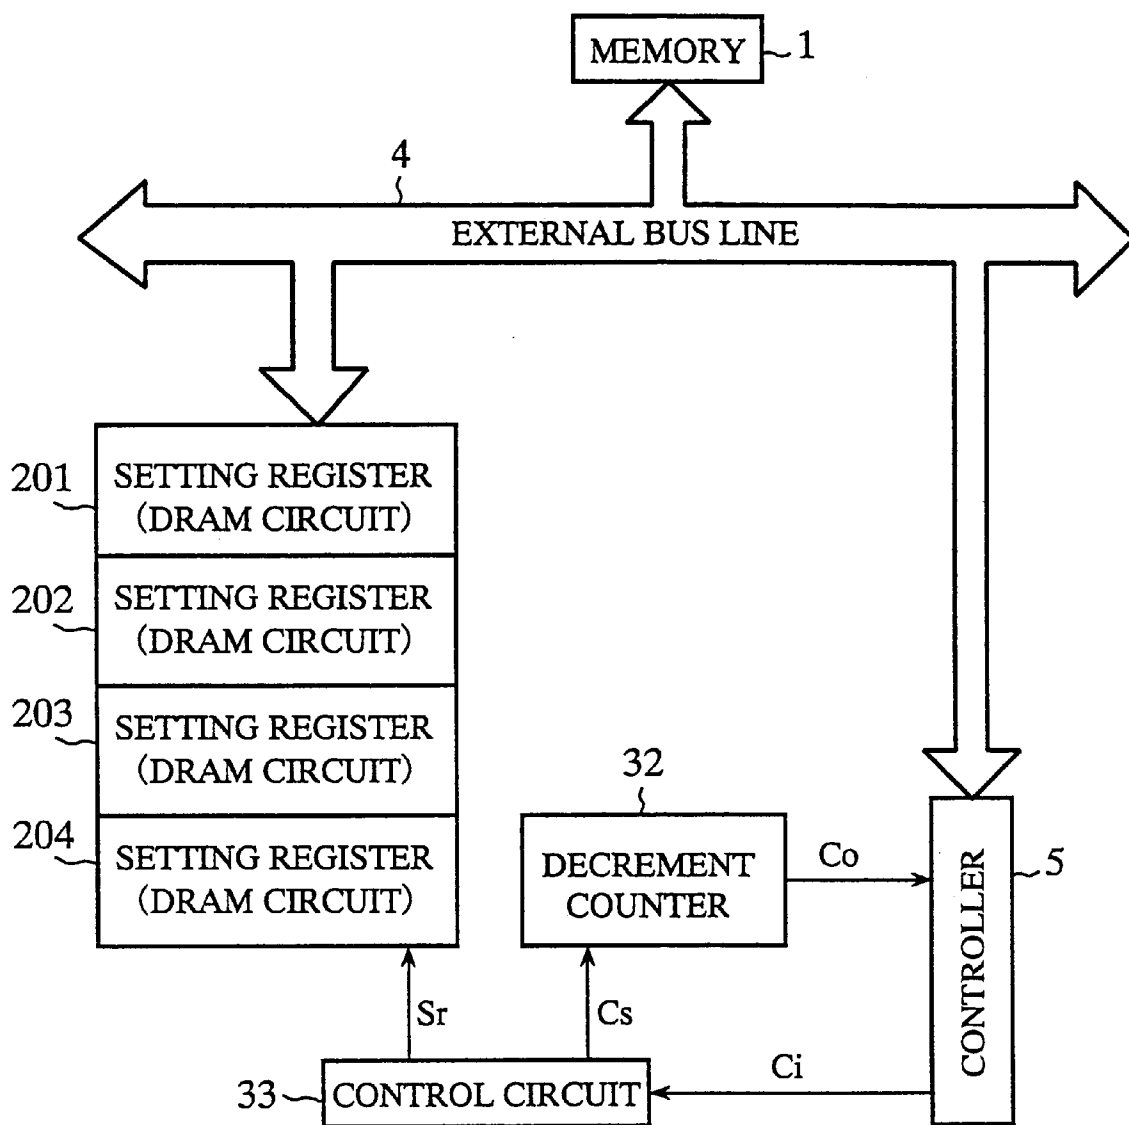 MEMORY
1
4
EXTERNAL BUS LINE
201
SETTING REGISTER
(DRAM CIRCUIT)
202
SETTING REGISTER
(DRAM CIRCUIT)
203
SETTING REGISTER
(DRAM CIRCUIT)
204
SETTING REGISTER
(DRAM CIRCUIT)
32
DECREMENT
COUNTER
Co
CONTROLLER
5
Sr
Cs
Ci
33
CONTROL CIRCUIT